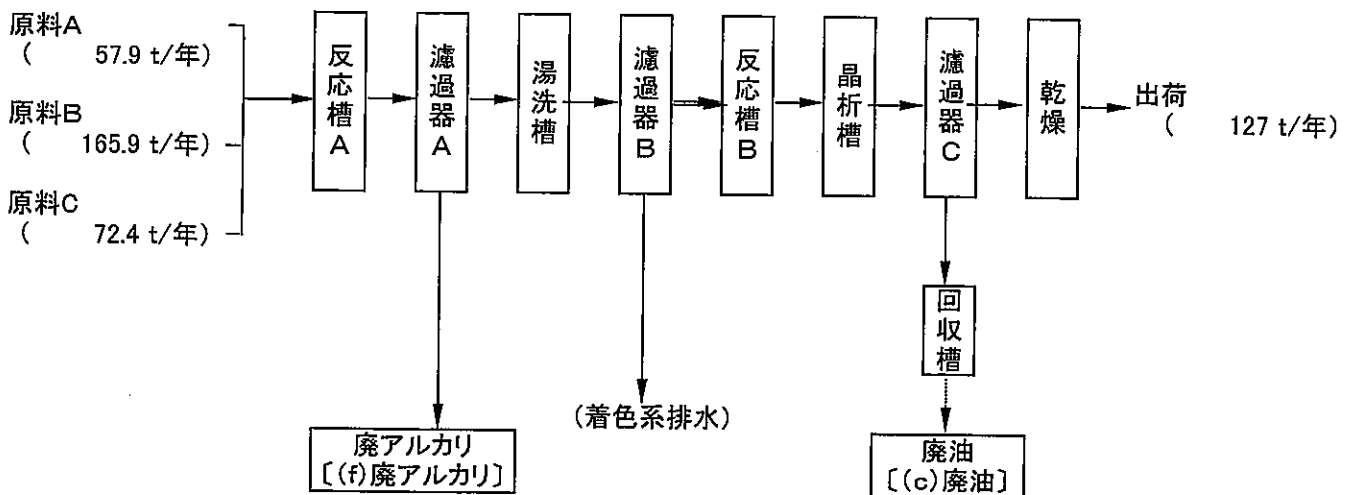 原料A
( 57.9 t/年)
原料B
( 165.9 t/年)
原料C
( 72.4 t/年)
反応槽A
濾過器A
湯洗槽
濾過器B
反応槽B
晶析槽
濾過器C
乾燥
出荷
( 127 t/年)
回収槽
(着色系排水)
廃アルカリ
〔(f)廃アルカリ〕
廃油
〔(c)廃油〕